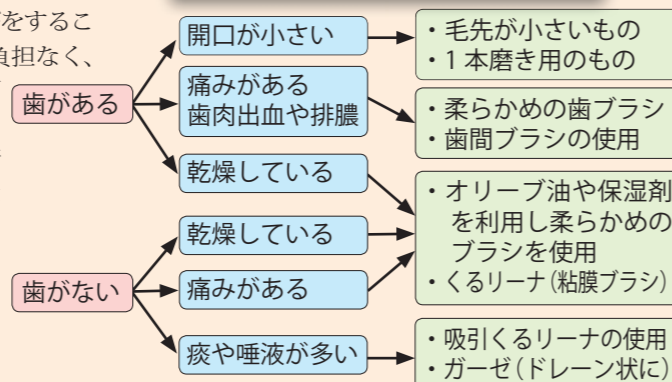 をするこ
負担なく、
歯がある
開口が小さい
・毛先が小さいもの
・1本磨き用のもの
痛みがある
歯肉出血や排膿
・柔らかめの歯ブラシ
・歯間ブラシの使用
乾燥している
・オリーブ油や保湿剤
を利用し柔らかめの
ブラシを使用
・くるリーナ(粘膜ブラシ)
歯がない
乾燥している
痛みがある
痰や唾液が多い
・吸引くるリーナの使用
・ガーゼ(ドレーン状に)